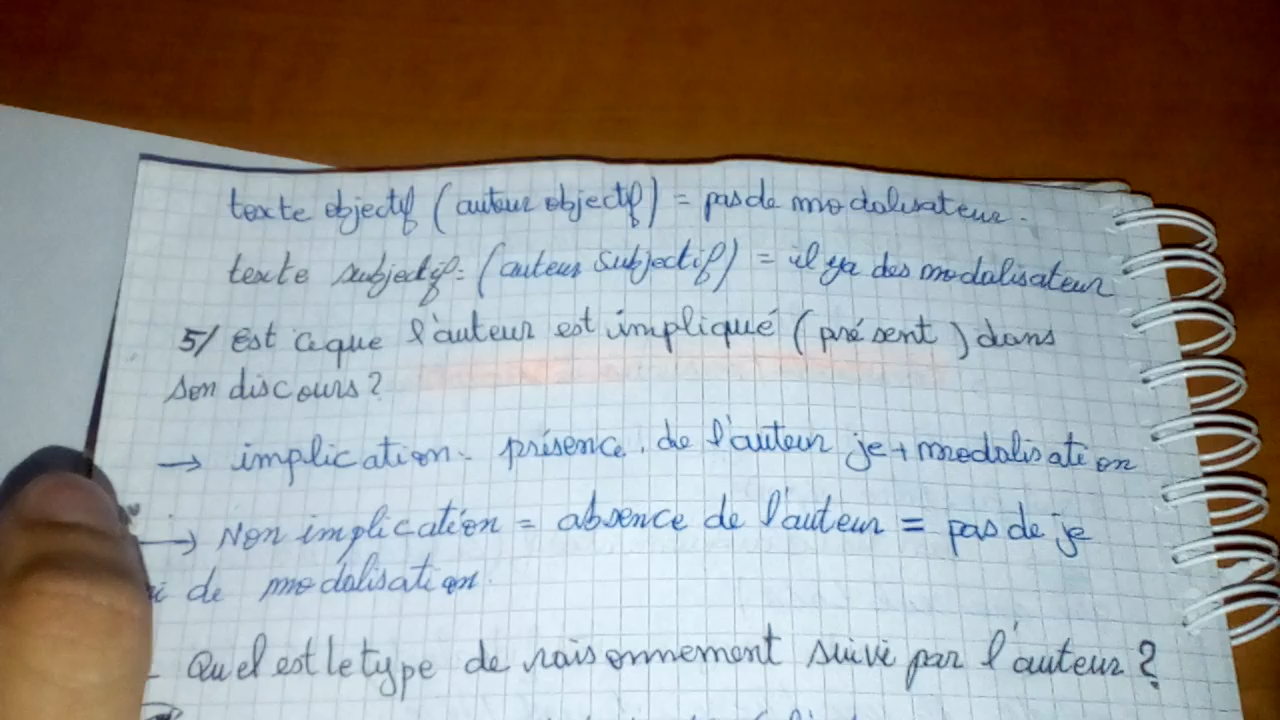 texte objectif (auteur objectif) = pas de modalisateur.
texte subjectif = (auteur subjectif) = il ya des modalisateur
5/ Est ce que l'auteur est impliqué (présent) dans
son discours ?
→ implication. présence. de l'auteur je + modalisation
→ Non implication = absence de l'auteur = pas de je
de modalisation.
- Quel est le type de raisonnement suivi par l'auteur ?